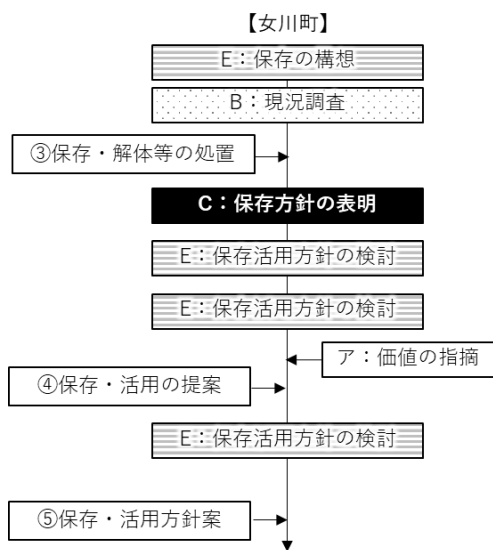 【女川町】
E：保存の構想
B：現況調査
③保存・解体等の処置
C：保存方針の表明
E：保存活用方針の検討
E：保存活用方針の検討
ア：価値の指摘
④保存・活用の提案
E：保存活用方針の検討
⑤保存・活用方針案